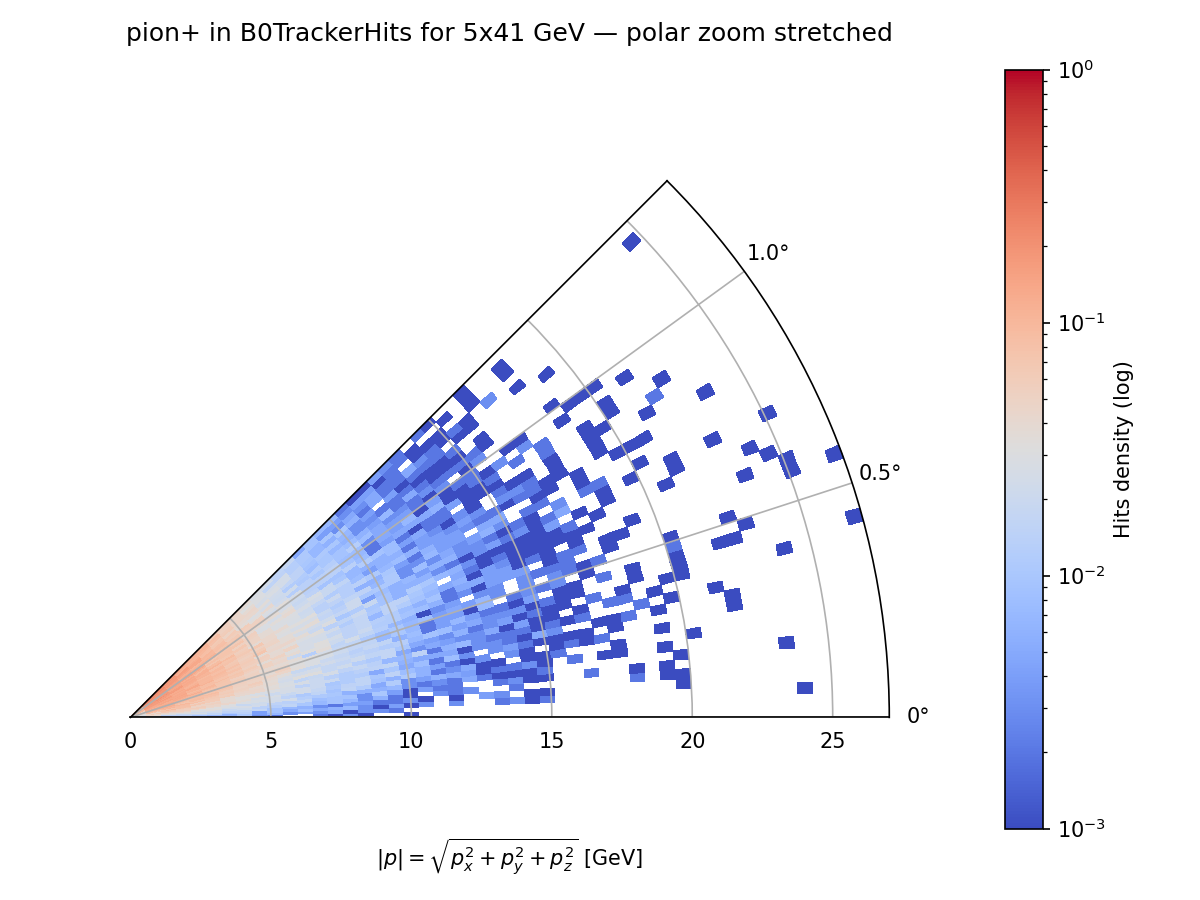 pion+ in B0TrackerHits for 5x41 GeV — polar zoom stretched
10⁰
1.0°
10⁻¹
0.5°
Hits density (log)
10⁻²
0°
0 5 10 15 20 25
10⁻³
|p| = √(pₓ² + p_y² + p_z²) [GeV]